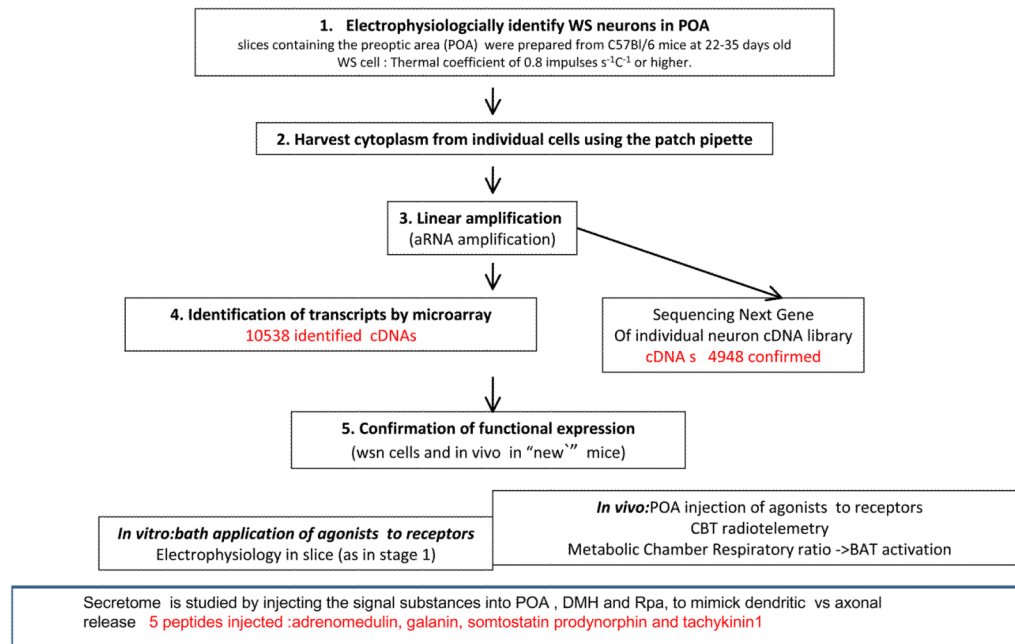 1. Electrophysiologcially identify WS neurons in POA
slices containing the preoptic area (POA) were prepared from C57Bl/6 mice at 22-35 days old
WS cell : Thermal coefficient of 0.8 impulses s-1C-1 or higher.
2. Harvest cytoplasm from individual cells using the patch pipette
3. Linear amplification
(aRNA amplification)
4. Identification of transcripts by microarray
10538 identified cDNAs
Sequencing Next Gene
Of individual neuron cDNA library
cDNA s 4948 confirmed
5. Confirmation of functional expression
(wsn cells and in vivo in “new`” mice)
In vitro:bath application of agonists to receptors
Electrophysiology in slice (as in stage 1)
In vivo:POA injection of agonists to receptors
CBT radiotelemetry
Metabolic Chamber Respiratory ratio ->BAT activation
Secretome is studied by injecting the signal substances into POA , DMH and Rpa, to mimick dendritic vs axonal
release 5 peptides injected :adrenomedulin, galanin, somtostatin prodynorphin and tachykinin1